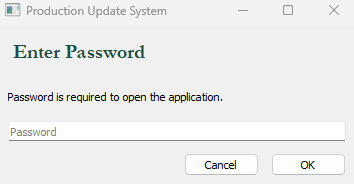 Production Update System
Enter Password
Password is required to open the application.
Password
Cancel OK